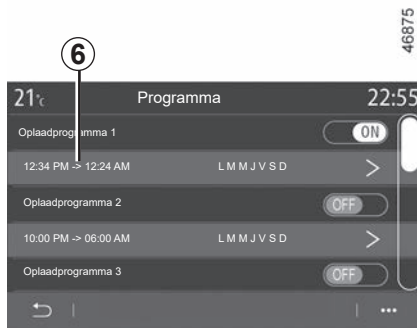 46875
6
21°c Programma 22:55
Oplaadprogramma 1 ON
12:34 PM -> 12:24 AM L M M J V S D >
Oplaadprogramma 2 OFF
10:00 PM -> 06:00 AM L M M J V S D >
Oplaadprogramma 3 OFF